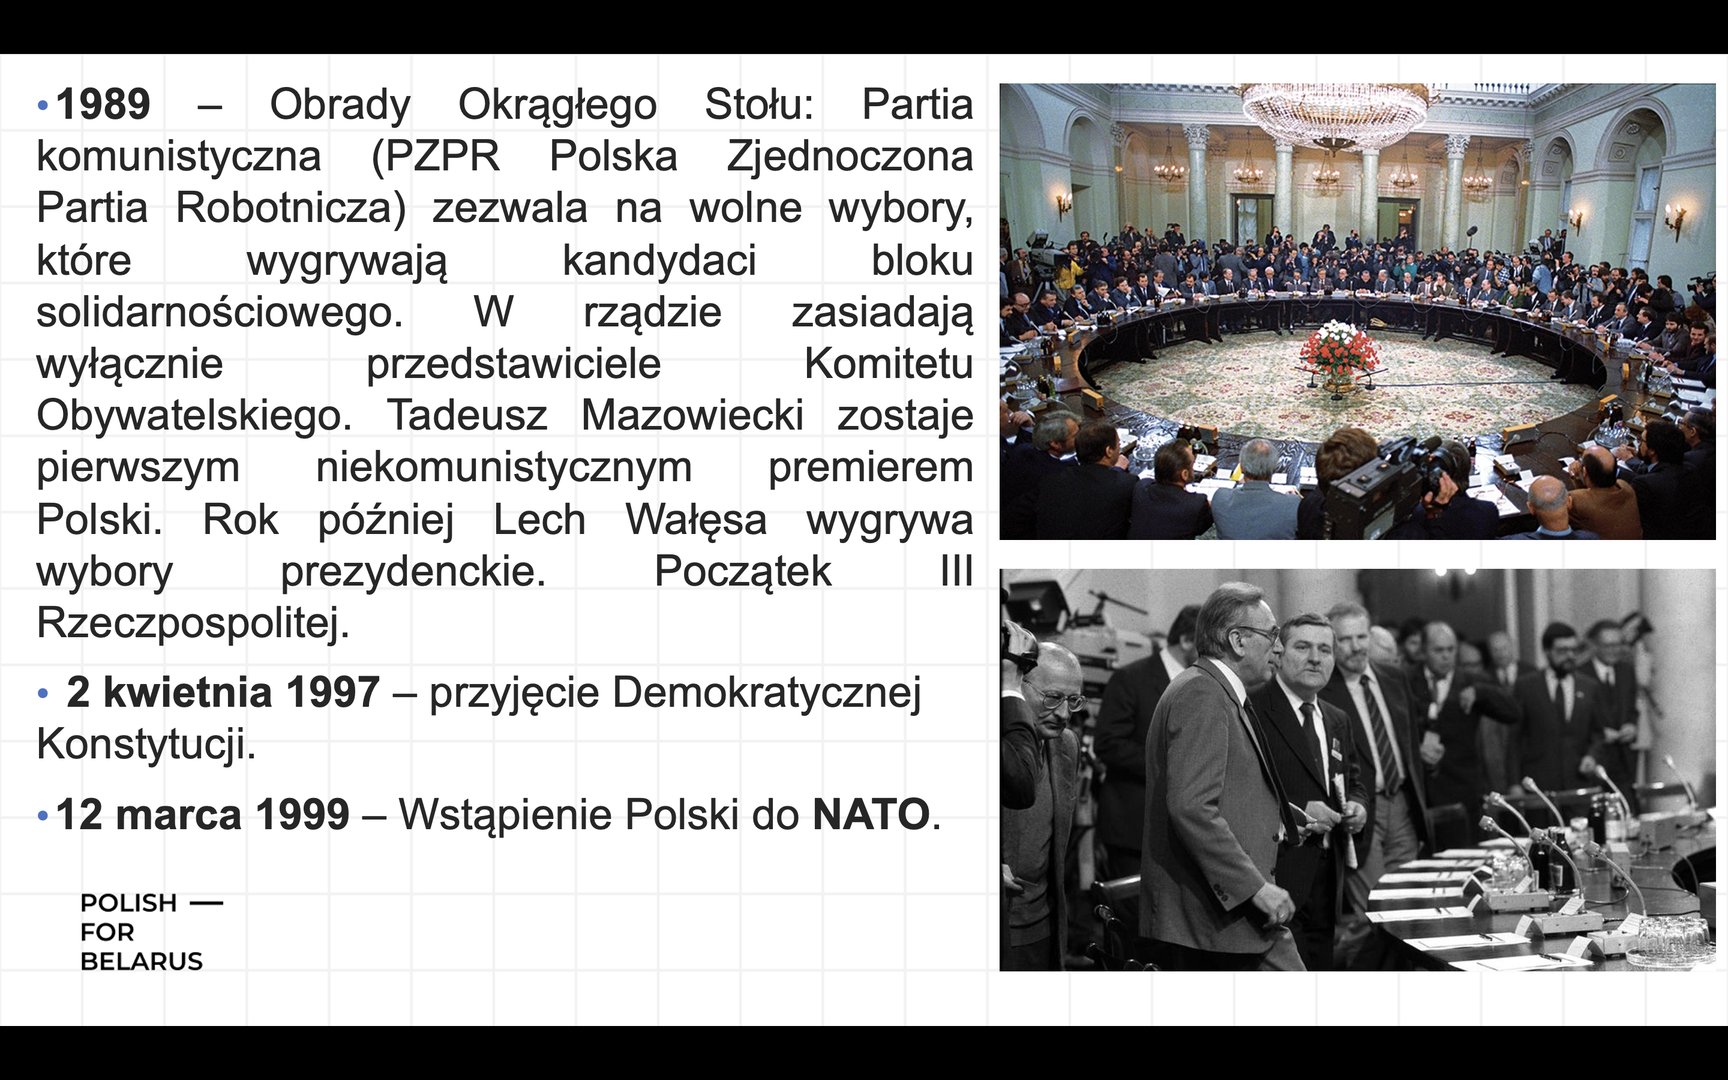 •1989 – Obrady Okrągłego Stołu: Partia
komunistyczna (PZPR Polska Zjednoczona
Partia Robotnicza) zezwala na wolne wybory,
które wygrywają kandydaci bloku
solidarnościowego. W rządzie zasiadają
wyłącznie przedstawiciele Komitetu
Obywatelskiego. Tadeusz Mazowiecki zostaje
pierwszym niekomunistycznym premierem
Polski. Rok później Lech Wałęsa wygrywa
wybory prezydenckie. Początek III
Rzeczpospolitej.
• 2 kwietnia 1997 – przyjęcie Demokratycznej
Konstytucji.
•12 marca 1999 – Wstąpienie Polski do NATO.
POLISH —
FOR
BELARUS